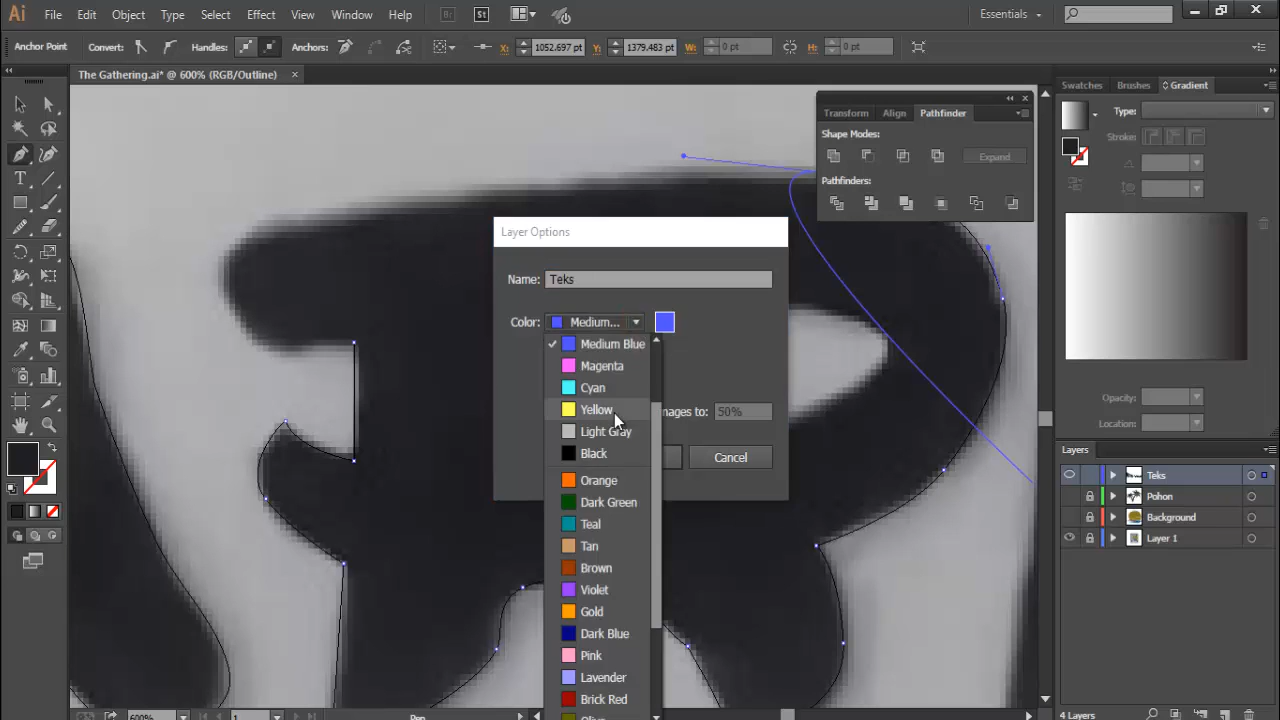 Ai File Edit Object Type Select Effect View Window Help Br St Essentials
Anchor Point Convert: Handles: Anchors: X: 1052.697 pt Y: 1379.483 pt W: 0 pt H: 0 pt
The Gathering.ai* @ 600% (RGB/Outline) ×
Swatches Brushes Gradient
Transform Align Pathfinder
Type:
Shape Modes:
Stroke:
Expand
Pathfinders:
Layer Options
Name: Teks
Color: Medium...
Medium Blue
Magenta
Cyan
Yellow
Light Gray
Black
Orange
Dark Green
Teal
Tan
Brown
Violet
Gold
Dark Blue
Pink
Lavender
Brick Red
mages to: 50%
Cancel
Opacity:
Location:
Layers
Teks
Pohon
Background
Layer 1
4 Layers
600% 1 Pen